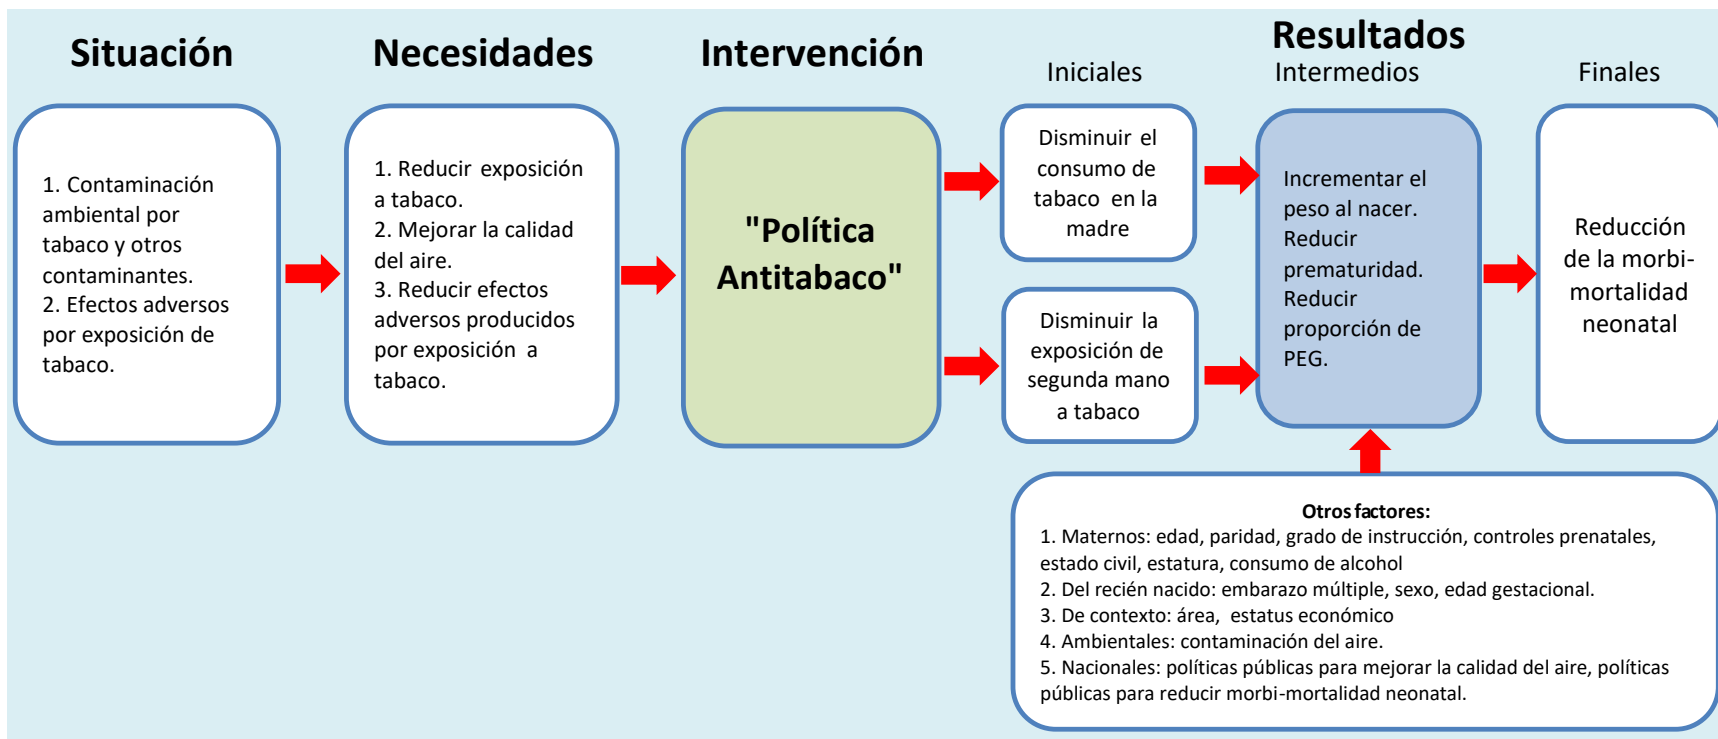 Situación
Necesidades
Intervención
Resultados
Iniciales
Intermedios
Finales
1. Contaminación
ambiental por
tabaco y otros
contaminantes.
2. Efectos adversos
por exposición de
tabaco.
1. Reducir exposición
a tabaco.
2. Mejorar la calidad
del aire.
3. Reducir efectos
adversos producidos
por exposición a
tabaco.
"Política
Antitabaco"
Disminuir el
consumo de
tabaco en la
madre
Disminuir la
exposición de
segunda mano
a tabaco
Incrementar el
peso al nacer.
Reducir
prematuridad.
Reducir
proporción de
PEG.
Reducción
de la morbi-
mortalidad
neonatal
Otros factores:
1. Maternos: edad, paridad, grado de instrucción, controles prenatales,
estado civil, estatura, consumo de alcohol
2. Del recién nacido: embarazo múltiple, sexo, edad gestacional.
3. De contexto: área, estatus económico
4. Ambientales: contaminación del aire.
5. Nacionales: políticas públicas para mejorar la calidad del aire, políticas
públicas para reducir morbi-mortalidad neonatal.